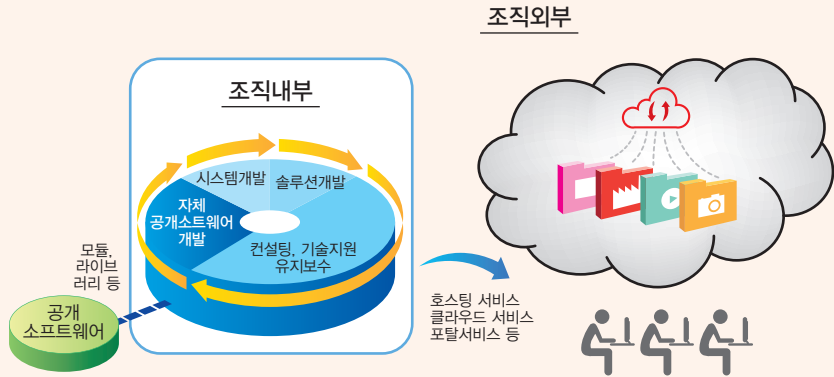 조직외부
조직내부
시스템개발
솔루션개발
자체
공개소트웨어
개발
컨설팅, 기술지원
유지보수
모듈,
라이브
러리 등
공개
소프트웨어
호스팅 서비스
클라우드 서비스
포탈서비스 등